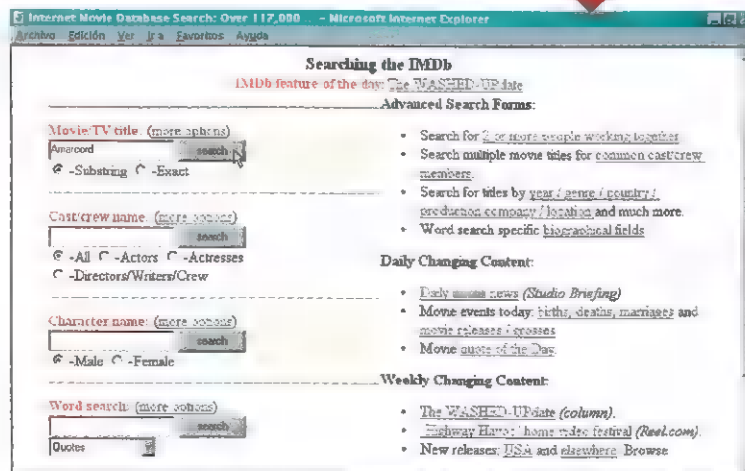 Internet Movie Database Search: Over 117,000 ... - Microsoft Internet Explorer
Archivo Edición Ver Ir a Favoritos Ayuda
Searching the IMDb
IMDb feature of the day: The WASHED-UPdate
Movie/TV title: (more options)
Amarcord search
-Substring -Exact
Cast/crew name: (more options)
search
-All -Actors -Actresses
-Directors/Writers/Crew
Character name: (more options)
search
-Male -Female
Word search: (more options)
search
Quotes
Advanced Search Forms:
• Search for 2 or more people working together
• Search multiple movie titles for common cast/crew
members.
• Search for titles by year / genre / country /
production company / location and much more.
• Word search specific biographical fields
Daily Changing Content:
• Daily movie news (Studio Briefing)
• Movie events today: births, deaths, marriages and
movie releases / grosses
• Movie quote of the Day.
Weekly Changing Content:
• The WASHED-UPdate (column).
• "Highway Havoc" home video festival (Reel.com).
• New releases: USA and elsewhere. Browse